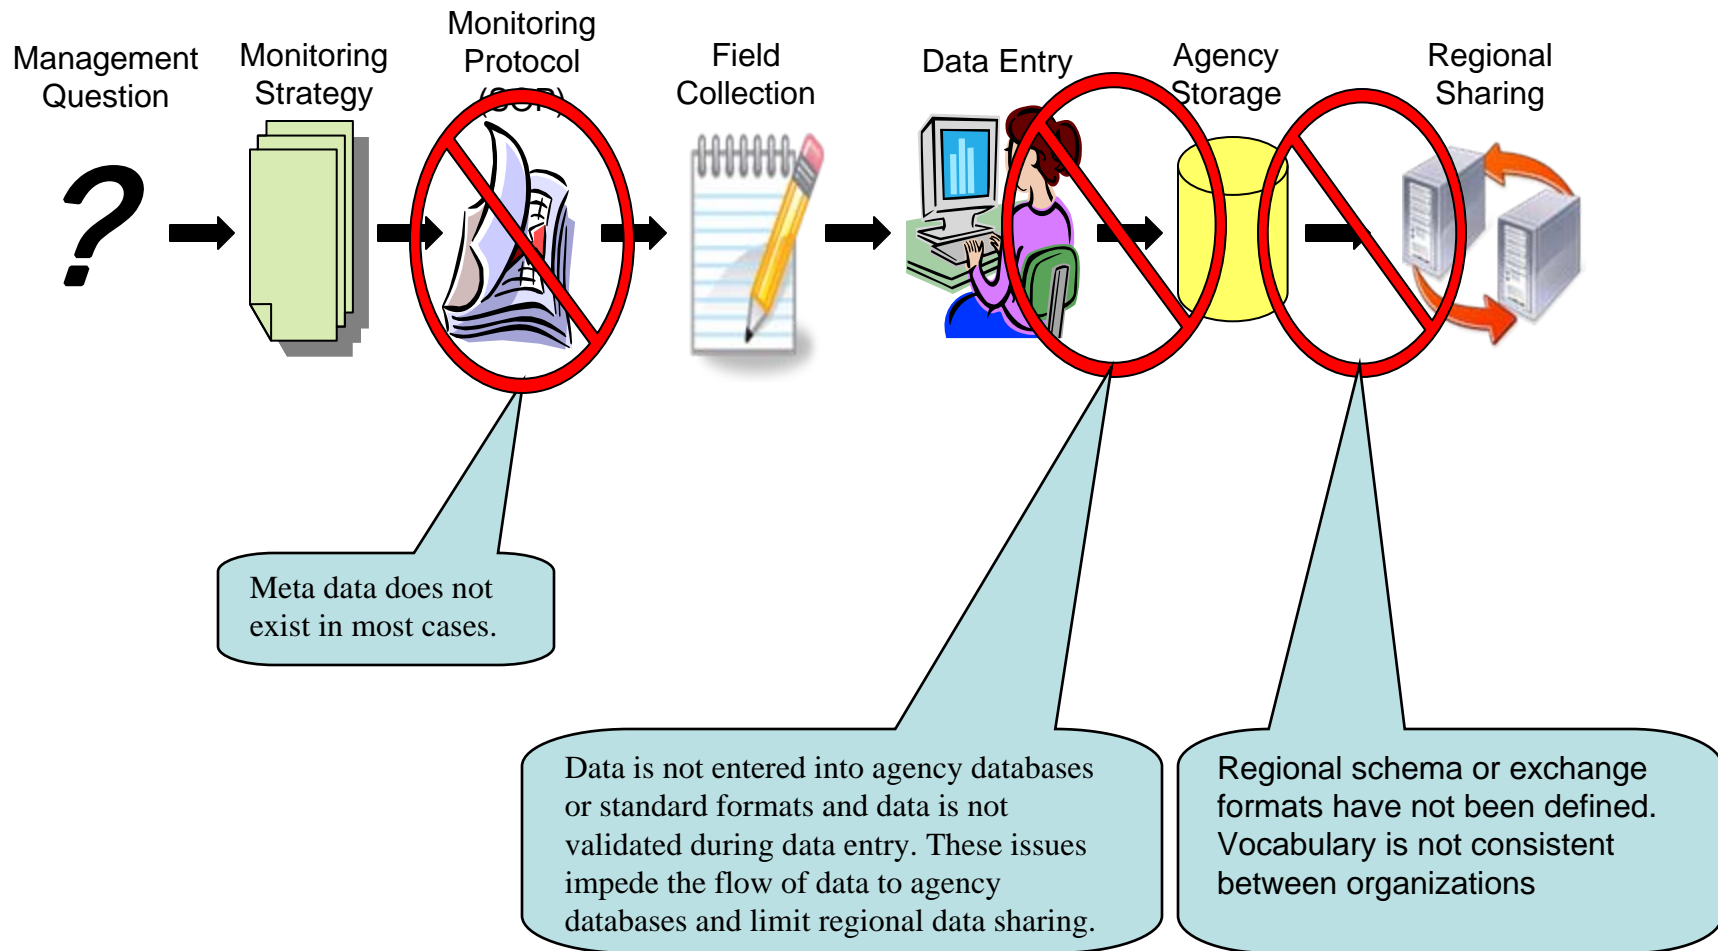 Management
Question
Monitoring
Strategy
Monitoring
Protocol
(SOP)
Field
Collection
Data Entry
Agency
Storage
Regional
Sharing
?
Meta data does not
exist in most cases.
Data is not entered into agency databases
or standard formats and data is not
validated during data entry. These issues
impede the flow of data to agency
databases and limit regional data sharing.
Regional schema or exchange
formats have not been defined.
Vocabulary is not consistent
between organizations